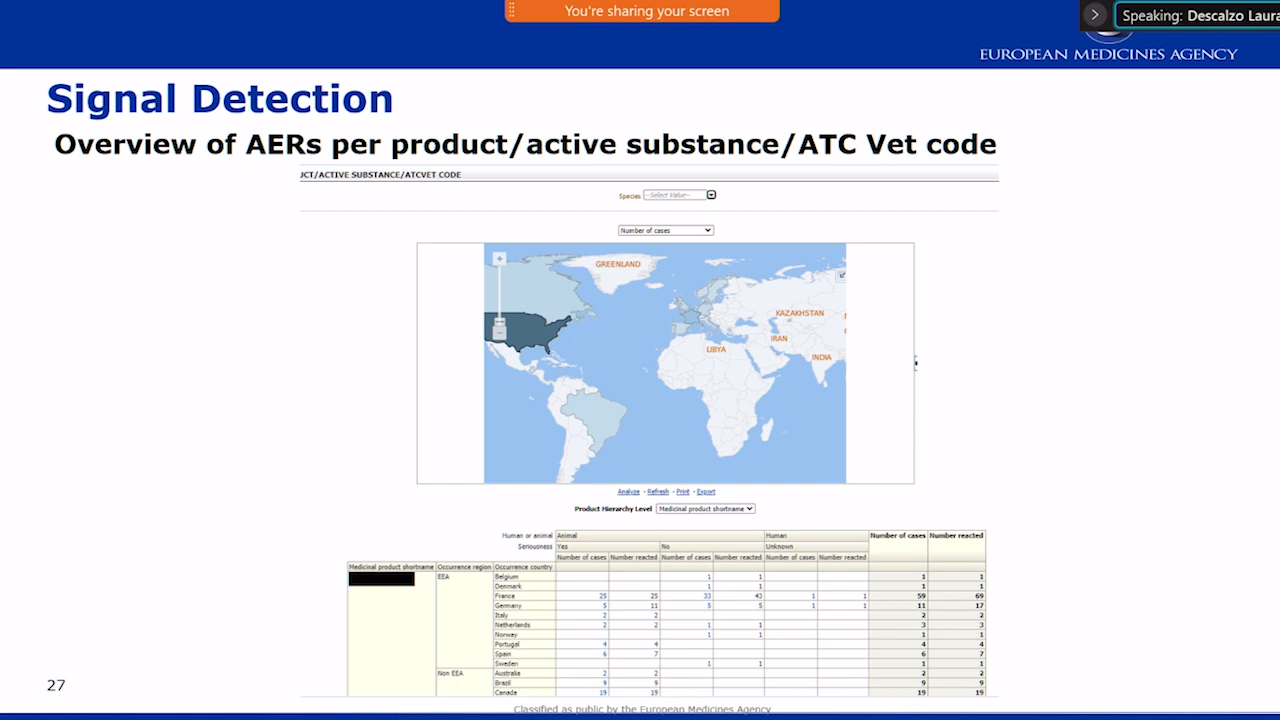 You're sharing your screen
Speaking: Descalzo Laura
EUROPEAN MEDICINES AGENCY
Signal Detection
Overview of AERs per product/active substance/ATC Vet code
JCT/ACTIVE SUBSTANCE/ATCVET CODE
Species --Select Value--
Number of cases
GREENLAND
KAZAKHSTAN
IRAN
LIBYA
INDIA
Analyze - Refresh - Print - Export
Product Hierarchy Level Medicinal product shortname
Human or animal Animal Human Number of cases Number reacted
Seriousness Yes No Unknown
Number of cases Number reacted Number of cases Number reacted Number of cases Number reacted
Medicinal product shortname Occurrence region Occurrence country
EEA Belgium 1 1 1 1
Denmark 1 1 1 1
France 25 25 33 43 1 1 59 69
Germany 5 11 5 5 1 1 11 17
Italy 2 2 2 2
Netherlands 2 2 1 1 3 3
Norway 1 1 1 1
Portugal 4 4 4 4
Spain 6 7 6 7
Sweden 1 1 1 1
Non EEA Australia 2 2 2 2
Brazil 9 9 9 9
Canada 19 19 19 19
27
Classified as public by the European Medicines Agency